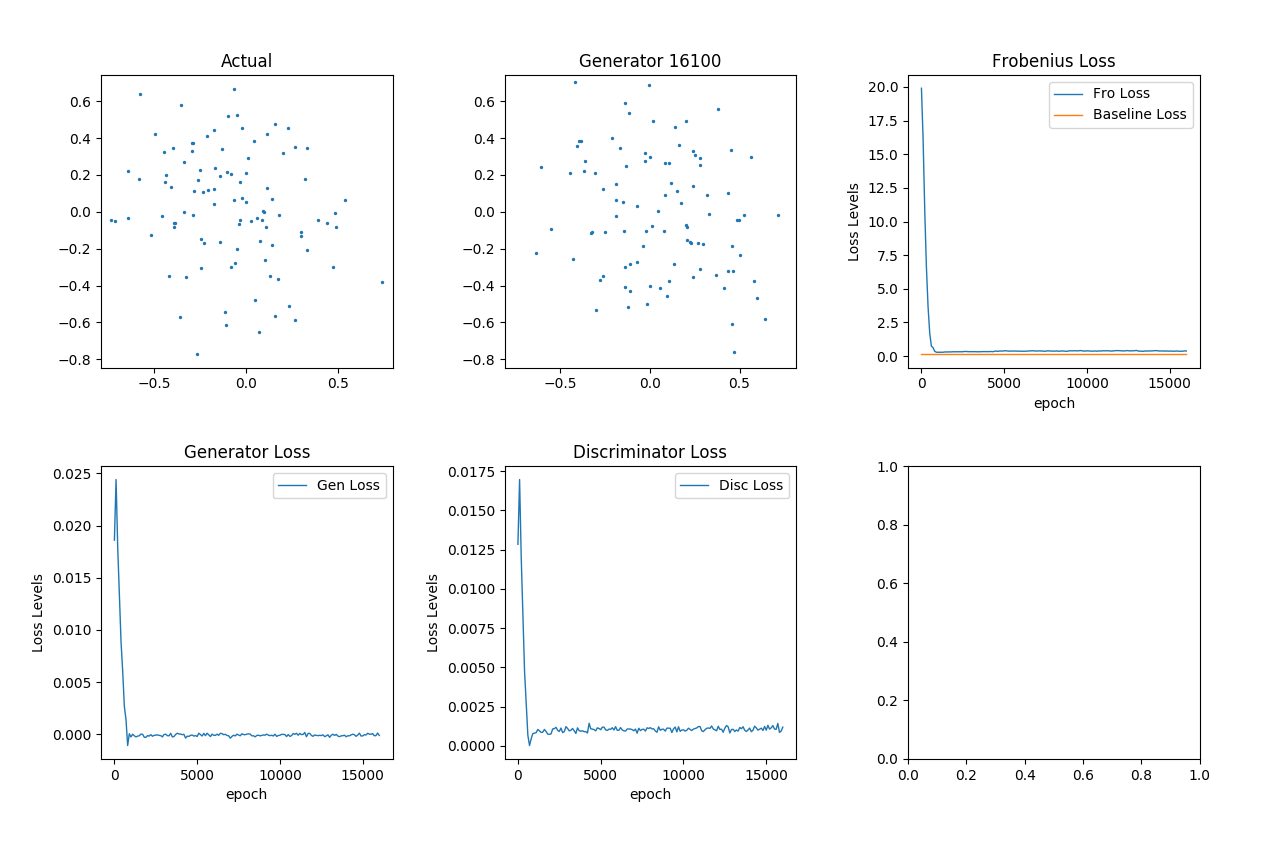 Actual
0.6
0.4
0.2
0.0
−0.2
−0.4
−0.6
−0.8
−0.5 0.0 0.5
Generator 16100
0.6
0.4
0.2
0.0
−0.2
−0.4
−0.6
−0.8
−0.5 0.0 0.5
Frobenius Loss
Fro Loss
Baseline Loss
Loss Levels
20.0
17.5
15.0
12.5
10.0
7.5
5.0
2.5
0.0
0 5000 10000 15000
epoch
Generator Loss
Gen Loss
Loss Levels
0.025
0.020
0.015
0.010
0.005
0.000
0 5000 10000 15000
epoch
Discriminator Loss
Disc Loss
Loss Levels
0.0175
0.0150
0.0125
0.0100
0.0075
0.0050
0.0025
0.0000
0 5000 10000 15000
epoch
1.0
0.8
0.6
0.4
0.2
0.0
0.0 0.2 0.4 0.6 0.8 1.0